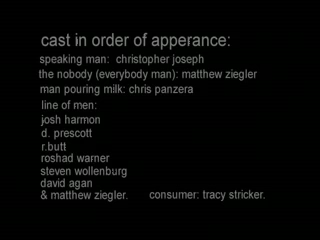 cast in order of apperance:
speaking man: christopher joseph
the nobody (everybody man): matthew ziegler
man pouring milk: chris panzera
line of men:
josh harmon
d. prescott
r.butt
roshad warner
steven wollenburg
david agan
& matthew ziegler. consumer: tracy stricker.